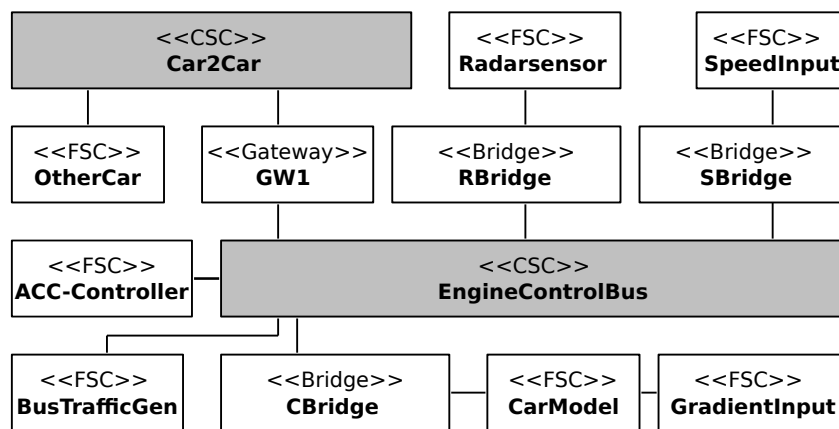 <<CSC>>
Car2Car
<<FSC>>
Radarsensor
<<FSC>>
SpeedInput
<<FSC>>
OtherCar
<<Gateway>>
GW1
<<Bridge>>
RBridge
<<Bridge>>
SBridge
<<FSC>>
ACC-Controller
<<CSC>>
EngineControlBus
<<FSC>>
BusTrafficGen
<<Bridge>>
CBridge
<<FSC>>
CarModel
<<FSC>>
GradientInput